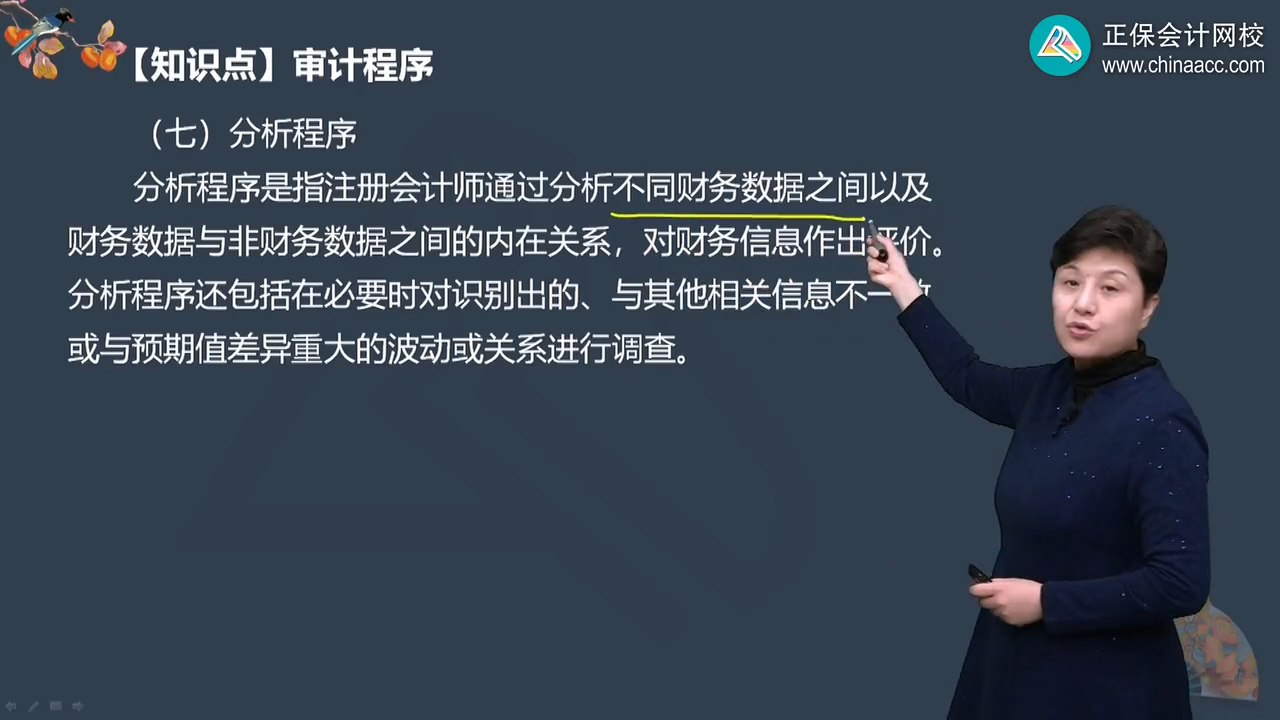 【知识点】审计程序
正保会计网校
www.chinaacc.com
（七）分析程序
分析程序是指注册会计师通过分析不同财务数据之间以及
财务数据与非财务数据之间的内在关系，对财务信息作出评价。
分析程序还包括在必要时对识别出的、与其他相关信息不一致
或与预期值差异重大的波动或关系进行调查。